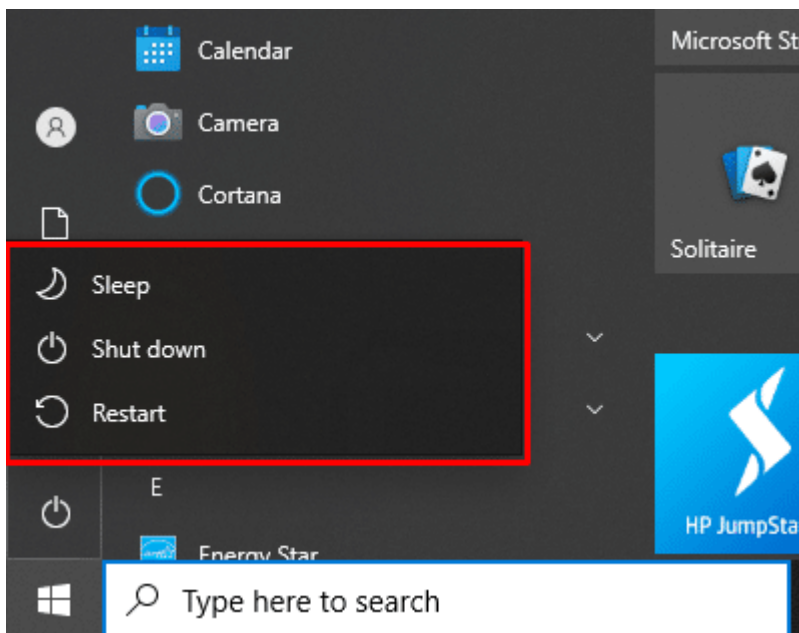 Calendar
Microsoft St
Camera
Cortana
Solitaire
Sleep
Shut down
Restart
E
HP JumpSta
Energy Star
Type here to search